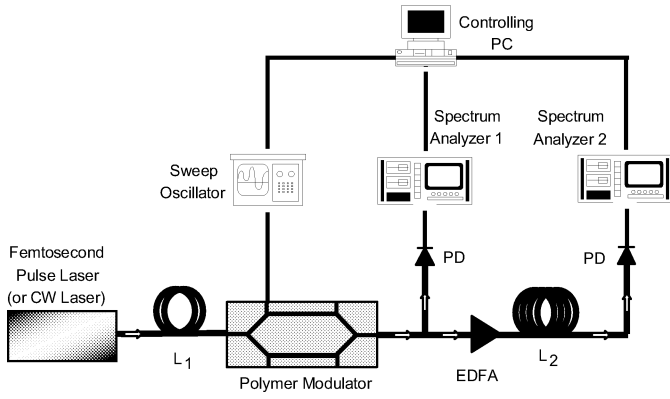 Controlling
PC
Spectrum
Analyzer 1
Spectrum
Analyzer 2
Sweep
Oscillator
Femtosecond
Pulse Laser
(or CW Laser)
PD
PD
L1
L2
EDFA
Polymer Modulator